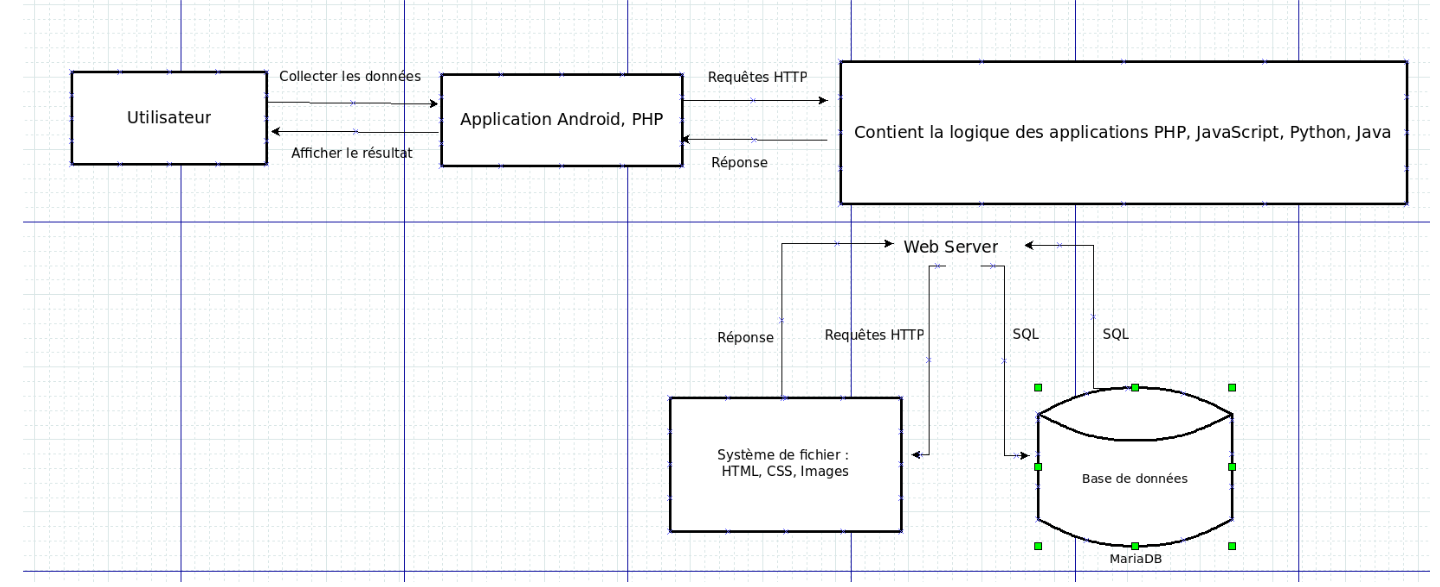 Collecter les données
Requêtes HTTP
Utilisateur
Application Android, PHP
Contient la logique des applications PHP, JavaScript, Python, Java
Afficher le résultat
Réponse
Web Server
Réponse
Requêtes HTTP
SQL
SQL
Système de fichier :
HTML, CSS, Images
Base de données
MariaDB